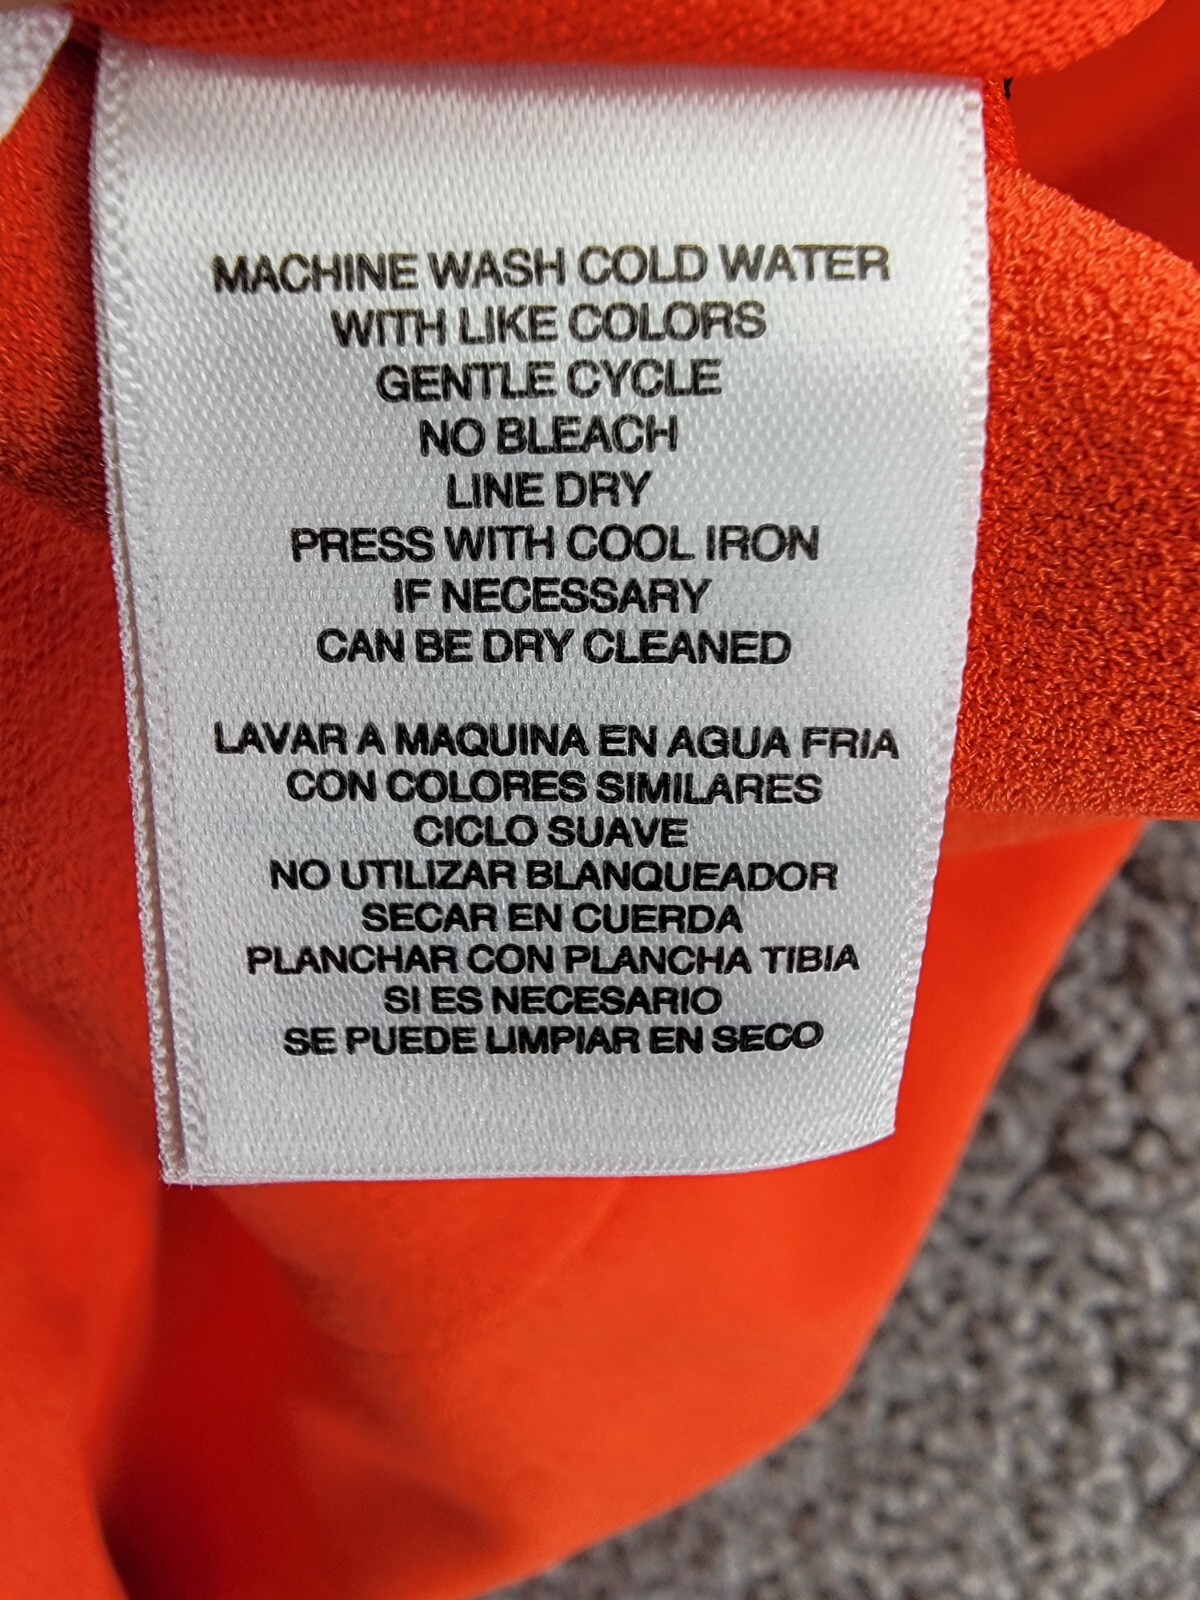 MACHINE WASH COLD WATER
WITH LIKE COLORS
GENTLE CYCLE
NO BLEACH
LINE DRY
PRESS WITH COOL IRON
IF NECESSARY
CAN BE DRY CLEANED
LAVAR A MAQUINA EN AGUA FRIA
CON COLORES SIMILARES
CICLO SUAVE
NO UTILIZAR BLANQUEADOR
SECAR EN CUERDA
PLANCHAR CON PLANCHA TIBIA
SI ES NECESARIO
SE PUEDE LIMPIAR EN SECO